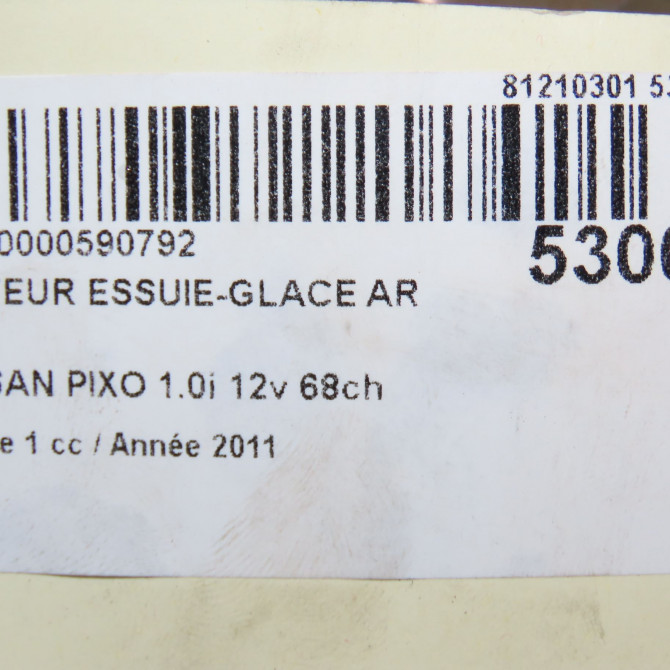 81210301 53
0000590792
5300
EUR ESSUIE-GLACE AR
SAN PIXO 1.0i 12v 68ch
e 1 cc / Année 2011